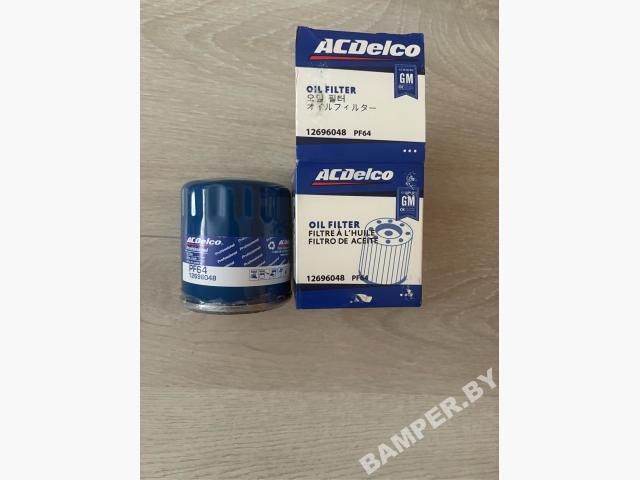 ACDelco
OIL FILTER
오일 필터
オイルフィルター
12696048 PF64
GM
ACDelco
OIL FILTER
FILTRE À L'HUILE
FILTRO DE ACEITE
12696048 PF64
GM
ACDelco
Professional
PF64
12696048
BAMPER.BY